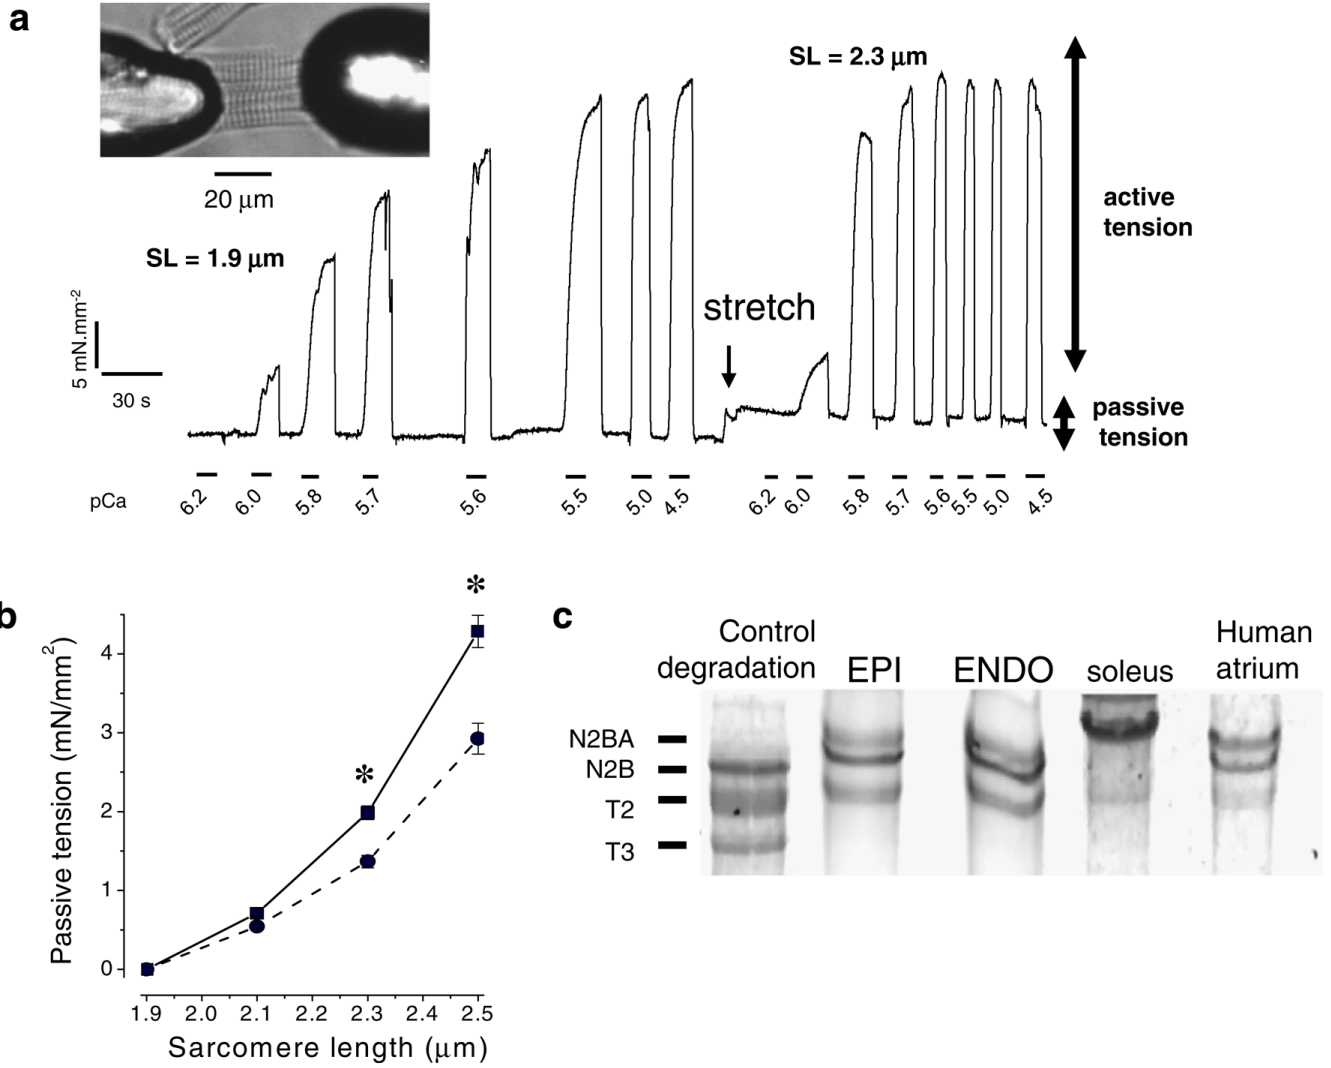 a
SL = 2.3 µm
20 µm
SL = 1.9 µm
active
tension
stretch
5 mN.mm-2
30 s
passive
tension
pCa
6.2 6.0 5.8 5.7 5.6 5.5 5.0 4.5 6.2 6.0 5.8 5.7 5.6 5.5 5.0 4.5
b
*
*
Passive tension (mN/mm2)
4
3
2
1
0
1.9 2.0 2.1 2.2 2.3 2.4 2.5
Sarcomere length (µm)
c
Control
degradation
EPI
ENDO
soleus
Human
atrium
N2BA
N2B
T2
T3